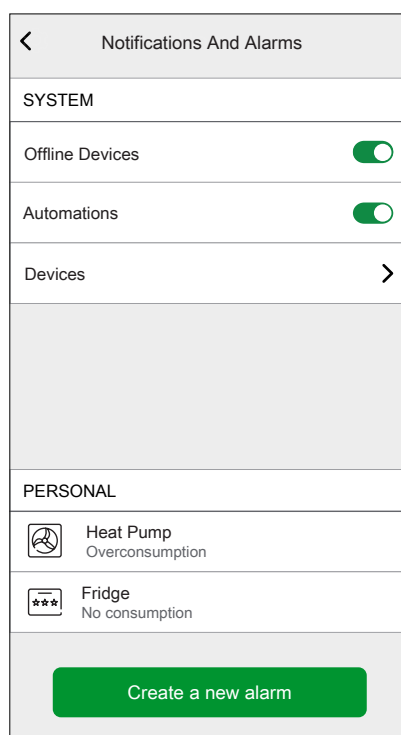 Notifications And Alarms
SYSTEM
Offline Devices
Automations
Devices
PERSONAL
Heat Pump
Overconsumption
Fridge
No consumption
Create a new alarm